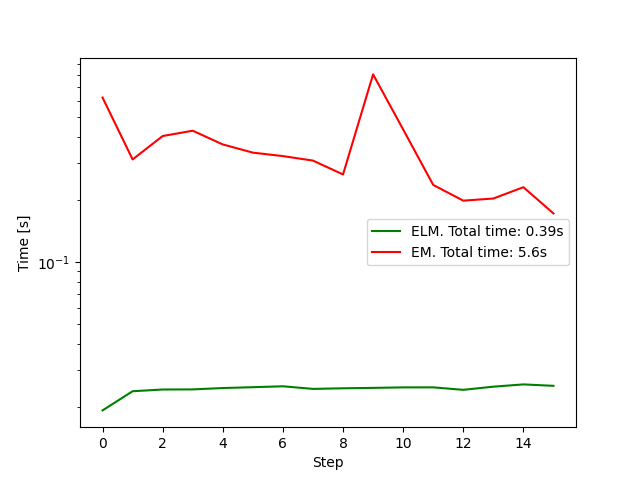 Time [s]
10⁻¹
ELM. Total time: 0.39s
EM. Total time: 5.6s
0 2 4 6 8 10 12 14
Step